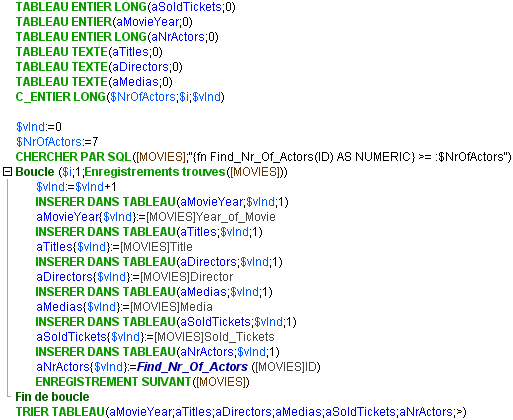 TABLEAU ENTIER LONG(aSoldTickets;0)
TABLEAU ENTIER(aMovieYear;0)
TABLEAU ENTIER LONG(aNrActors;0)
TABLEAU TEXTE(aTitles;0)
TABLEAU TEXTE(aDirectors;0)
TABLEAU TEXTE(aMedias;0)
C_ENTIER LONG($NrOfActors;$i;$vInd)
$vInd:=0
$NrOfActors:=7
CHERCHER PAR SQL([MOVIES];"{fn Find_Nr_Of_Actors(ID) AS NUMERIC} >= :$NrOfActors")
Boucle ($i;1;Enregistrements trouves([MOVIES]))
$vInd:=$vInd+1
INSERER DANS TABLEAU(aMovieYear;$vInd;1)
aMovieYear{$vInd}:=[MOVIES]Year_of_Movie
INSERER DANS TABLEAU(aTitles;$vInd;1)
aTitles{$vInd}:=[MOVIES]Title
INSERER DANS TABLEAU(aDirectors;$vInd;1)
aDirectors{$vInd}:=[MOVIES]Director
INSERER DANS TABLEAU(aMedias;$vInd;1)
aMedias{$vInd}:=[MOVIES]Media
INSERER DANS TABLEAU(aSoldTickets;$vInd;1)
aSoldTickets{$vInd}:=[MOVIES]Sold_Tickets
INSERER DANS TABLEAU(aNrActors;$vInd;1)
aNrActors{$vInd}:=Find_Nr_Of_Actors ([MOVIES]ID)
ENREGISTREMENT SUIVANT([MOVIES])
Fin de boucle
TRIER TABLEAU(aMovieYear;aTitles;aDirectors;aMedias;aSoldTickets;aNrActors;>)